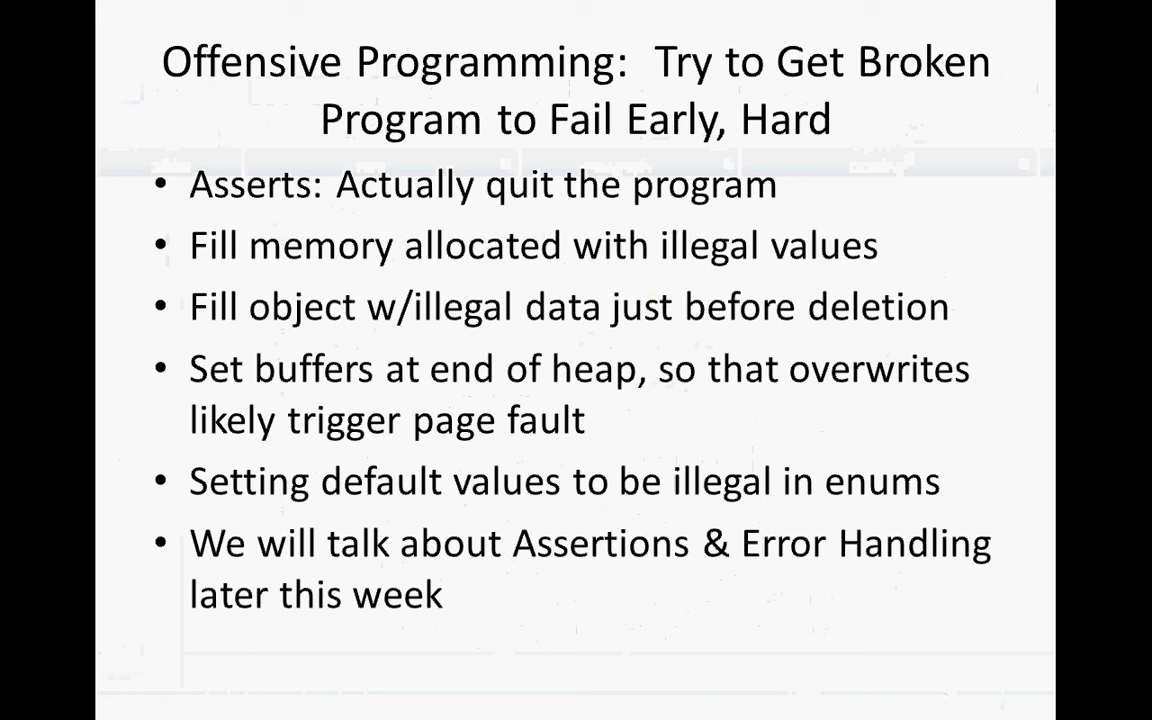 Offensive Programming:  Try to Get Broken
Program to Fail Early, Hard
• Asserts: Actually quit the program
• Fill memory allocated with illegal values
• Fill object w/illegal data just before deletion
• Set buffers at end of heap, so that overwrites
likely trigger page fault
• Setting default values to be illegal in enums
• We will talk about Assertions & Error Handling
later this week